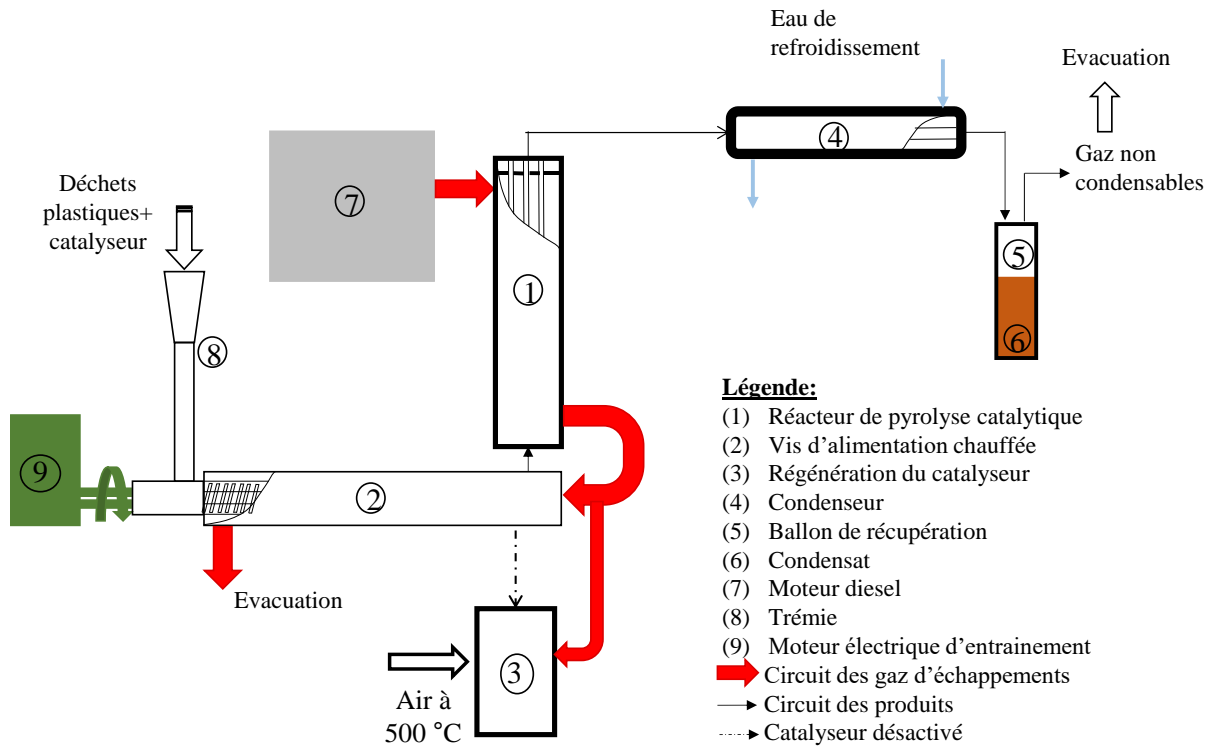 Eau de
refroidissement
Evacuation
④
Gaz non
condensables
Déchets
plastiques+
catalyseur
⑦
①
⑤
⑥
⑧
⑨
②
Evacuation
③
Air à
500 °C
Légende:
(1) Réacteur de pyrolyse catalytique
(2) Vis d’alimentation chauffée
(3) Régénération du catalyseur
(4) Condenseur
(5) Ballon de récupération
(6) Condensat
(7) Moteur diesel
(8) Trémie
(9) Moteur électrique d’entrainement
Circuit des gaz d’échappements
Circuit des produits
Catalyseur désactivé